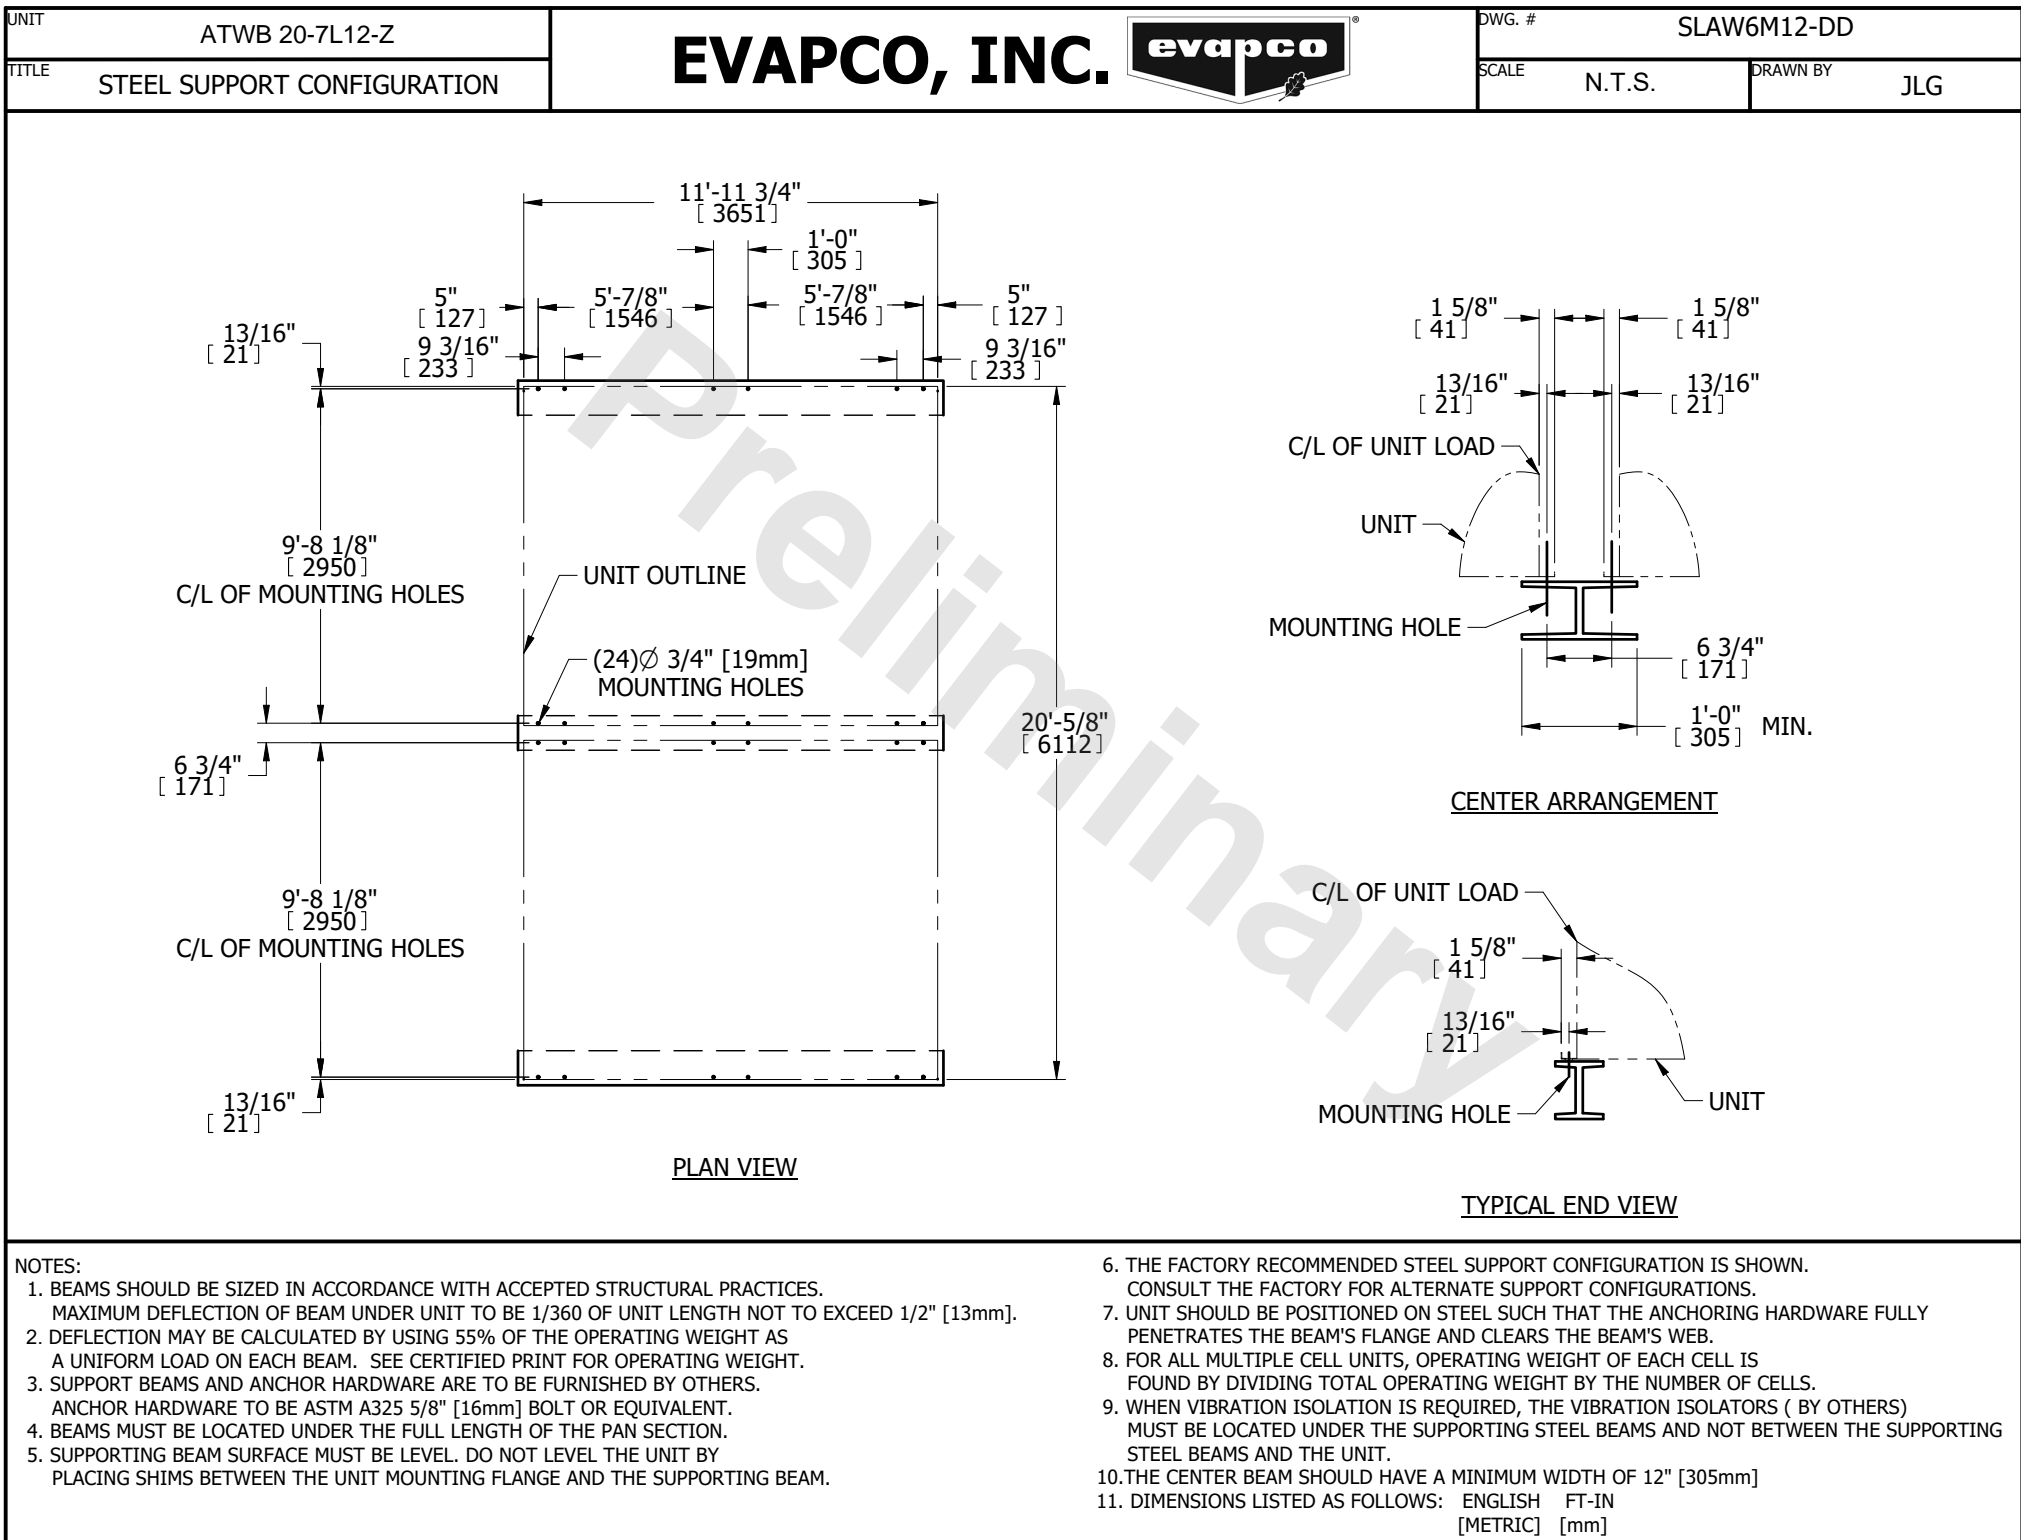 UNIT
ATWB 20-7L12-Z
TITLE
STEEL SUPPORT CONFIGURATION
EVAPCO, INC.
evapco
®
DWG. #
SLAW6M12-DD
SCALE
N.T.S.
DRAWN BY
JLG
11'-11 3/4"
[ 3651]
1'-0"
[ 305 ]
5"
[ 127]
5'-7/8"
[ 1546 ]
5'-7/8"
[ 1546 ]
5"
[ 127 ]
13/16"
[ 21]
9 3/16"
[ 233 ]
9 3/16"
[ 233 ]
9'-8 1/8"
[ 2950]
C/L OF MOUNTING HOLES
UNIT OUTLINE
(24)Ø 3/4" [19mm]
MOUNTING HOLES
6 3/4"
[ 171]
20'-5/8"
[ 6112]
9'-8 1/8"
[ 2950]
C/L OF MOUNTING HOLES
13/16"
[ 21]
PLAN VIEW
Preliminary
1 5/8"
[ 41]
1 5/8"
[ 41]
13/16"
[ 21]
13/16"
[ 21]
C/L OF UNIT LOAD
UNIT
MOUNTING HOLE
6 3/4"
[ 171]
1'-0"
[ 305]
MIN.
CENTER ARRANGEMENT
C/L OF UNIT LOAD
1 5/8"
[ 41]
13/16"
[ 21]
MOUNTING HOLE
UNIT
TYPICAL END VIEW
NOTES:
1. BEAMS SHOULD BE SIZED IN ACCORDANCE WITH ACCEPTED STRUCTURAL PRACTICES.
MAXIMUM DEFLECTION OF BEAM UNDER UNIT TO BE 1/360 OF UNIT LENGTH NOT TO EXCEED 1/2" [13mm].
2. DEFLECTION MAY BE CALCULATED BY USING 55% OF THE OPERATING WEIGHT AS
A UNIFORM LOAD ON EACH BEAM. SEE CERTIFIED PRINT FOR OPERATING WEIGHT.
3. SUPPORT BEAMS AND ANCHOR HARDWARE ARE TO BE FURNISHED BY OTHERS.
ANCHOR HARDWARE TO BE ASTM A325 5/8" [16mm] BOLT OR EQUIVALENT.
4. BEAMS MUST BE LOCATED UNDER THE FULL LENGTH OF THE PAN SECTION.
5. SUPPORTING BEAM SURFACE MUST BE LEVEL. DO NOT LEVEL THE UNIT BY
PLACING SHIMS BETWEEN THE UNIT MOUNTING FLANGE AND THE SUPPORTING BEAM.
6. THE FACTORY RECOMMENDED STEEL SUPPORT CONFIGURATION IS SHOWN.
CONSULT THE FACTORY FOR ALTERNATE SUPPORT CONFIGURATIONS.
7. UNIT SHOULD BE POSITIONED ON STEEL SUCH THAT THE ANCHORING HARDWARE FULLY
PENETRATES THE BEAM'S FLANGE AND CLEARS THE BEAM'S WEB.
8. FOR ALL MULTIPLE CELL UNITS, OPERATING WEIGHT OF EACH CELL IS
FOUND BY DIVIDING TOTAL OPERATING WEIGHT BY THE NUMBER OF CELLS.
9. WHEN VIBRATION ISOLATION IS REQUIRED, THE VIBRATION ISOLATORS ( BY OTHERS)
MUST BE LOCATED UNDER THE SUPPORTING STEEL BEAMS AND NOT BETWEEN THE SUPPORTING
STEEL BEAMS AND THE UNIT.
10.THE CENTER BEAM SHOULD HAVE A MINIMUM WIDTH OF 12" [305mm]
11. DIMENSIONS LISTED AS FOLLOWS: ENGLISH FT-IN
[METRIC] [mm]